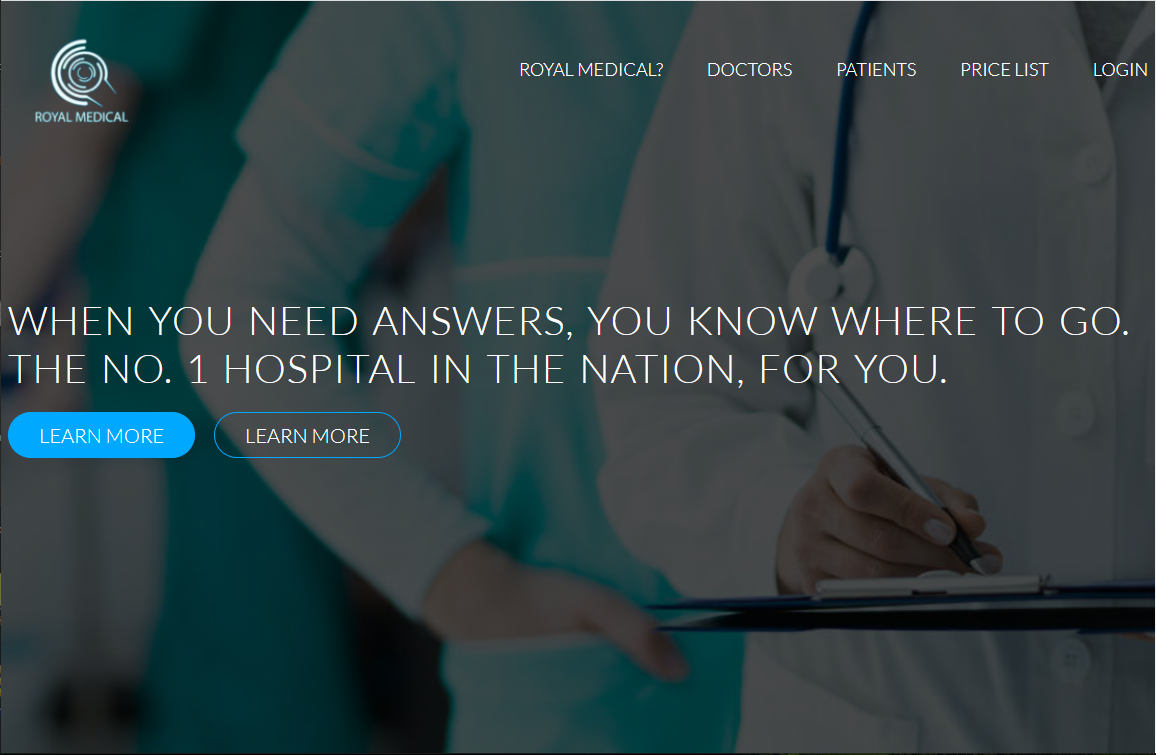 ROYAL MEDICAL
ROYAL MEDICAL? DOCTORS PATIENTS PRICE LIST LOGIN
WHEN YOU NEED ANSWERS, YOU KNOW WHERE TO GO.
THE NO. 1 HOSPITAL IN THE NATION, FOR YOU.
LEARN MORE LEARN MORE